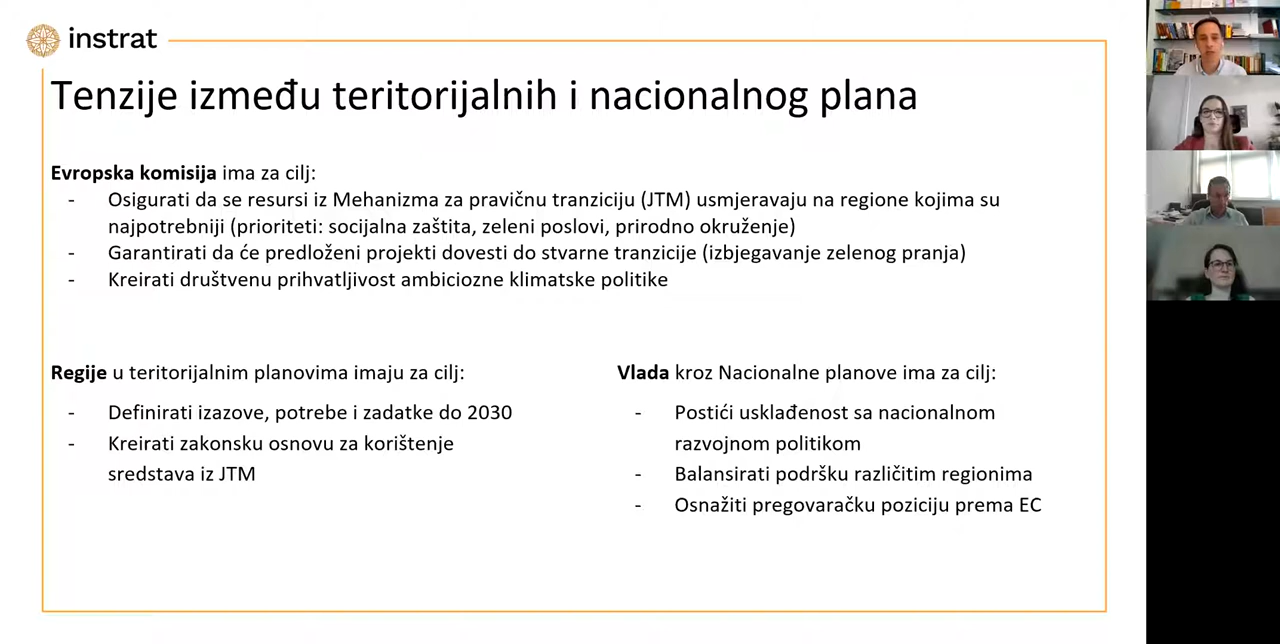 instrat
Tenzije između teritorijalnih i nacionalnog plana
Evropska komisija ima za cilj:
- Osigurati da se resursi iz Mehanizma za pravičnu tranziciju (JTM) usmjeravaju na regione kojima su
najpotrebniji (prioriteti: socijalna zaštita, zeleni poslovi, prirodno okruženje)
- Garantirati da će predloženi projekti dovesti do stvarne tranzicije (izbjegavanje zelenog pranja)
- Kreirati društvenu prihvatljivost ambiciozne klimatske politike
Regije u teritorijalnim planovima imaju za cilj:
- Definirati izazove, potrebe i zadatke do 2030
- Kreirati zakonsku osnovu za korištenje
sredstava iz JTM
Vlada kroz Nacionalne planove ima za cilj:
- Postići usklađenost sa nacionalnom
razvojnom politikom
- Balansirati podršku različitim regionima
- Osnažiti pregovaračku poziciju prema EC